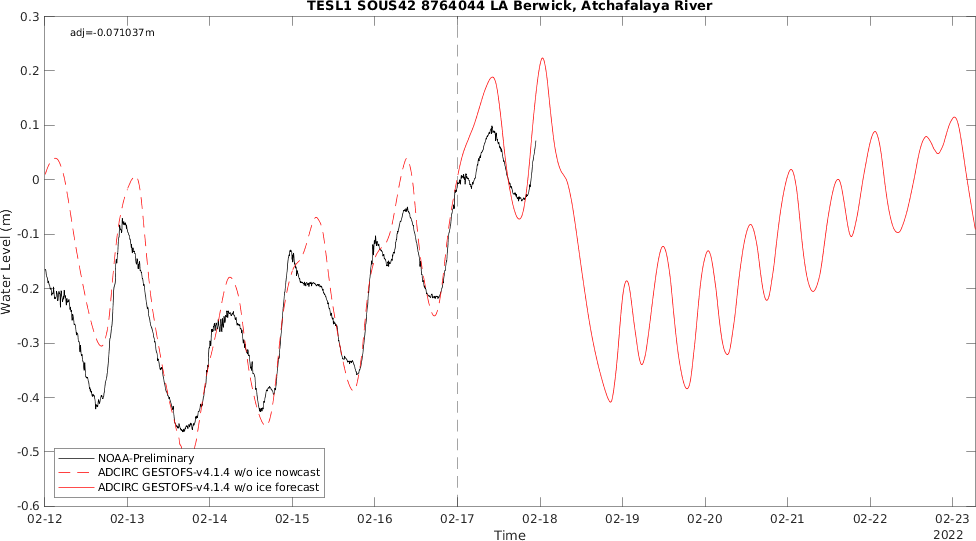 TESL1 SOUS42 8764044 LA Berwick, Atchafalaya River
adj=-0.071037m
0.3
0.2
0.1
0
-0.1
-0.2
-0.3
-0.4
-0.5
-0.6
Water Level (m)
NOAA-Preliminary
ADCIRC GESTOFS-v4.1.4 w/o ice nowcast
ADCIRC GESTOFS-v4.1.4 w/o ice forecast
02-12 02-13 02-14 02-15 02-16 02-17 02-18 02-19 02-20 02-21 02-22 02-23
Time
2022